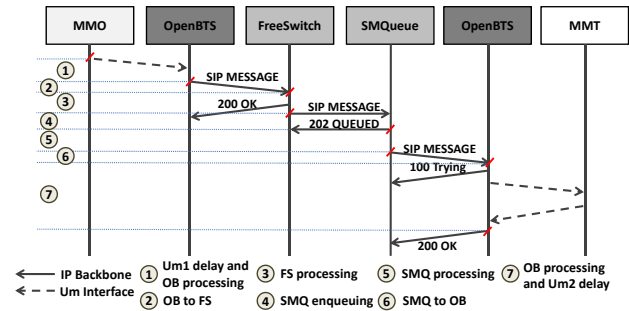 MMO OpenBTS FreeSwitch SMQueue OpenBTS MMT
1
SIP MESSAGE
2
3 200 OK SIP MESSAGE
4
202 QUEUED
5
SIP MESSAGE
6
100 Trying
7
200 OK
IP Backbone
Um Interface
1 Um1 delay and
OB processing
2 OB to FS
3 FS processing
4 SMQ enqueuing
5 SMQ processing
6 SMQ to OB
7 OB processing
and Um2 delay